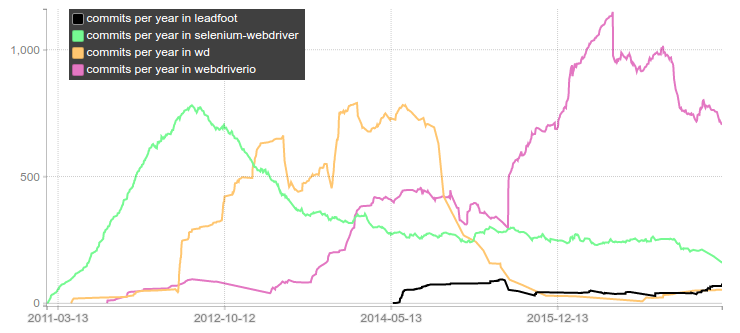 commits per year in leadfoot
commits per year in selenium-webdriver
commits per year in wd
commits per year in webdriverio
1,000
500
0
2011-03-13 2012-10-12 2014-05-13 2015-12-13